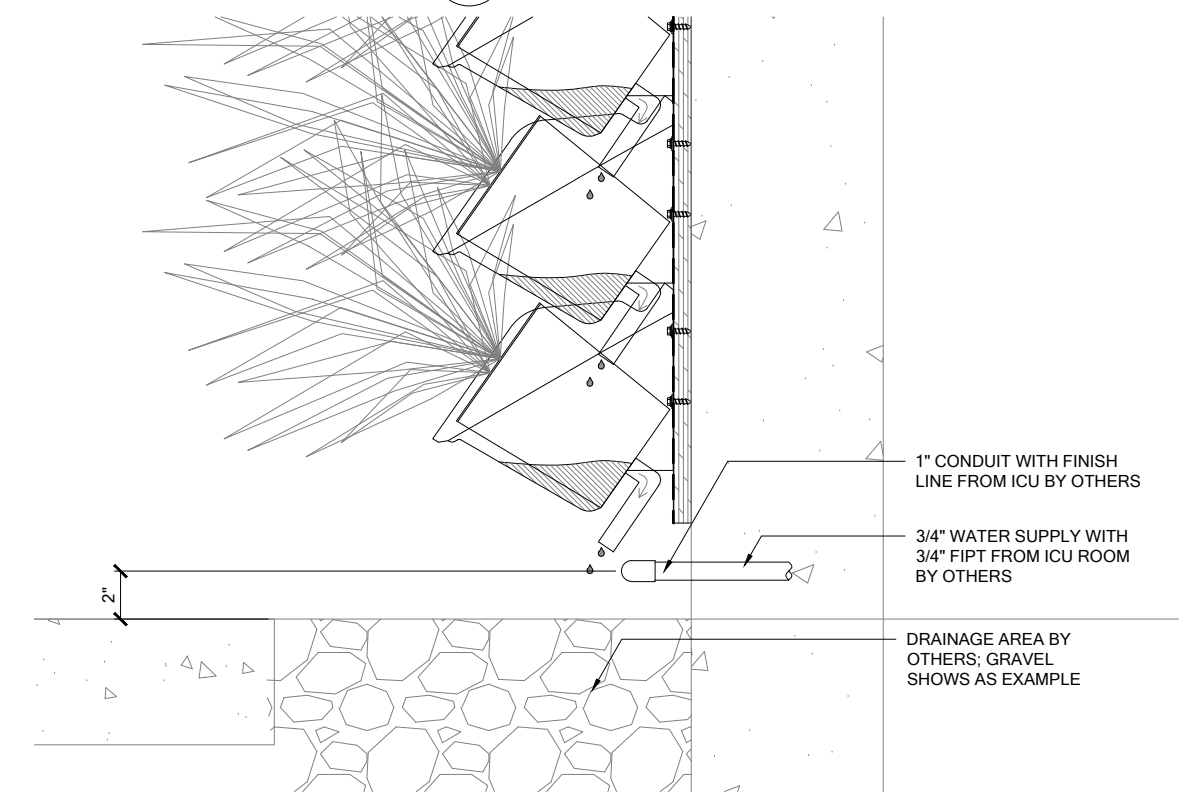 1" CONDUIT WITH FINISH
LINE FROM ICU BY OTHERS
3/4" WATER SUPPLY WITH
3/4" FIPT FROM ICU ROOM
BY OTHERS
2"
DRAINAGE AREA BY
OTHERS; GRAVEL
SHOWS AS EXAMPLE